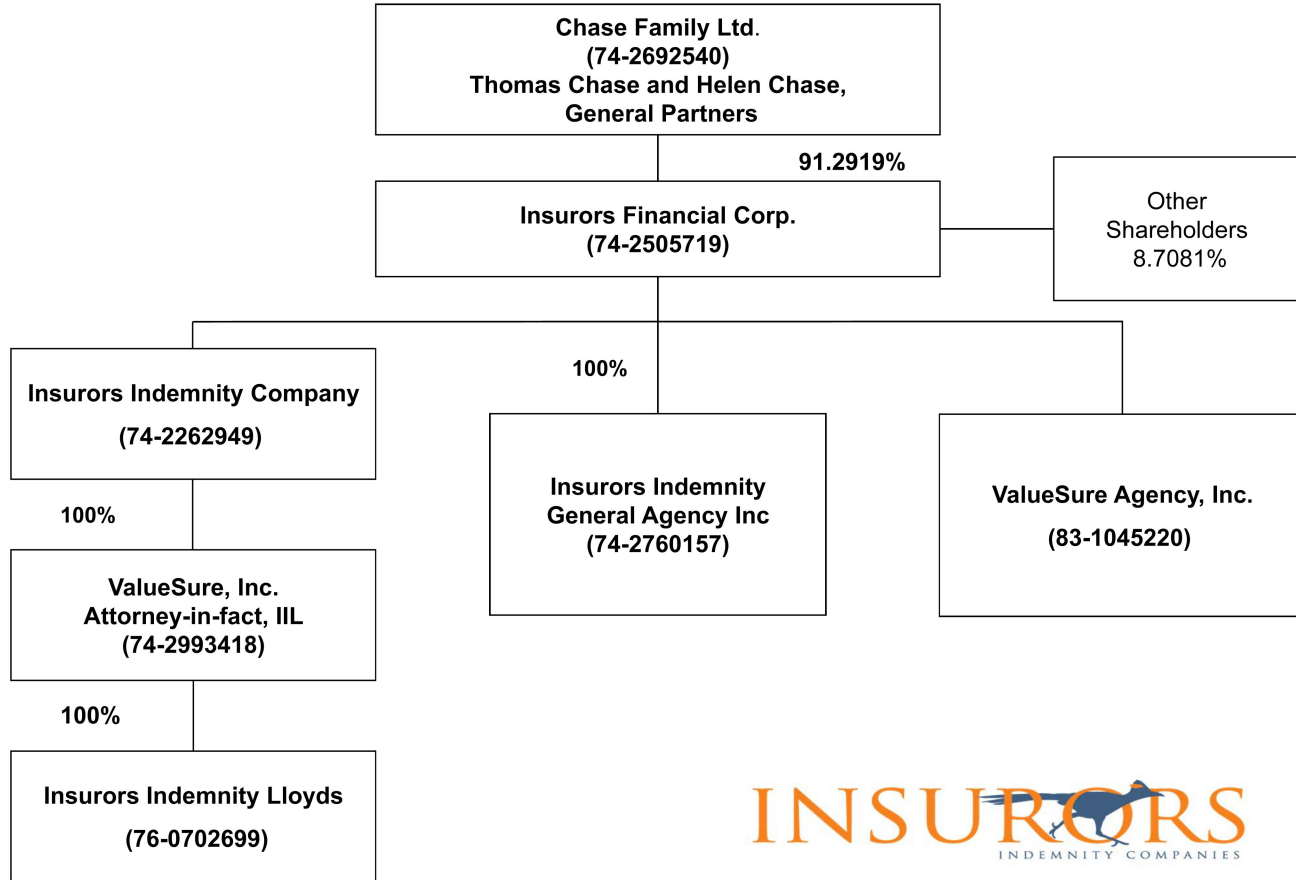 Chase Family Ltd.
(74-2692540)
Thomas Chase and Helen Chase,
General Partners
91.2919%
Insurors Financial Corp.
(74-2505719)
Other
Shareholders
8.7081%
100%
Insurors Indemnity Company
(74-2262949)
Insurors Indemnity
General Agency Inc
(74-2760157)
ValueSure Agency, Inc.
(83-1045220)
100%
ValueSure, Inc.
Attorney-in-fact, IIL
(74-2993418)
100%
Insurors Indemnity Lloyds
(76-0702699)
INSURORS
INDEMNITY COMPANIES